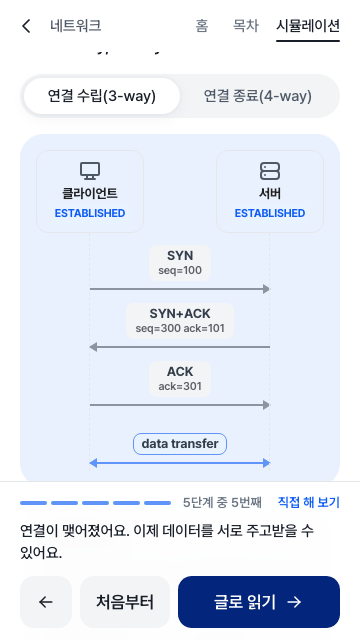 네트워크
홈
목차
시뮬레이션
연결 수립(3-way)
연결 종료(4-way)
클라이언트
서버
ESTABLISHED
ESTABLISHED
SYN
seq=100
SYN+ACK
seq=300 ack=101
ACK
ack=301
data transfer
5단계 중 5번째
직접 해 보기
연결이 맺어졌어요. 이제 데이터를 서로 주고받을 수
있어요.
처음부터
글로 읽기